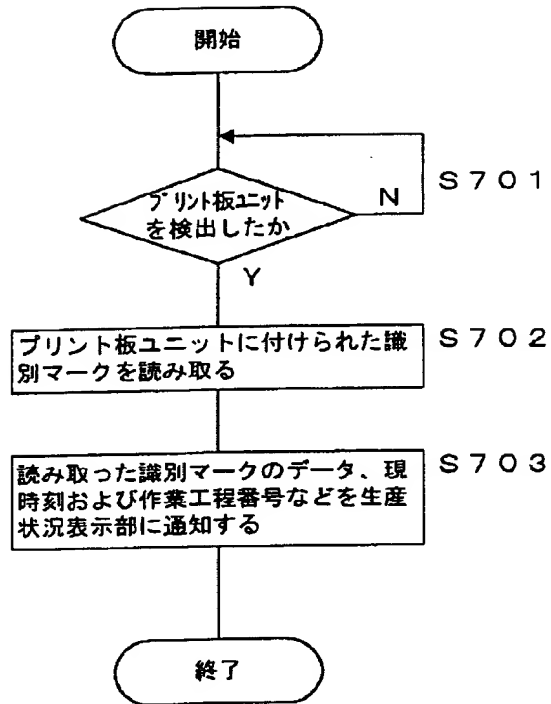 開始
S701
プリント板ユニット
を検出したか
N
Y
プリント板ユニットに付けられた識
別マークを読み取る
S702
読み取った識別マークのデータ、現
時刻および作業工程番号などを生産
状況表示部に通知する
S703
終了